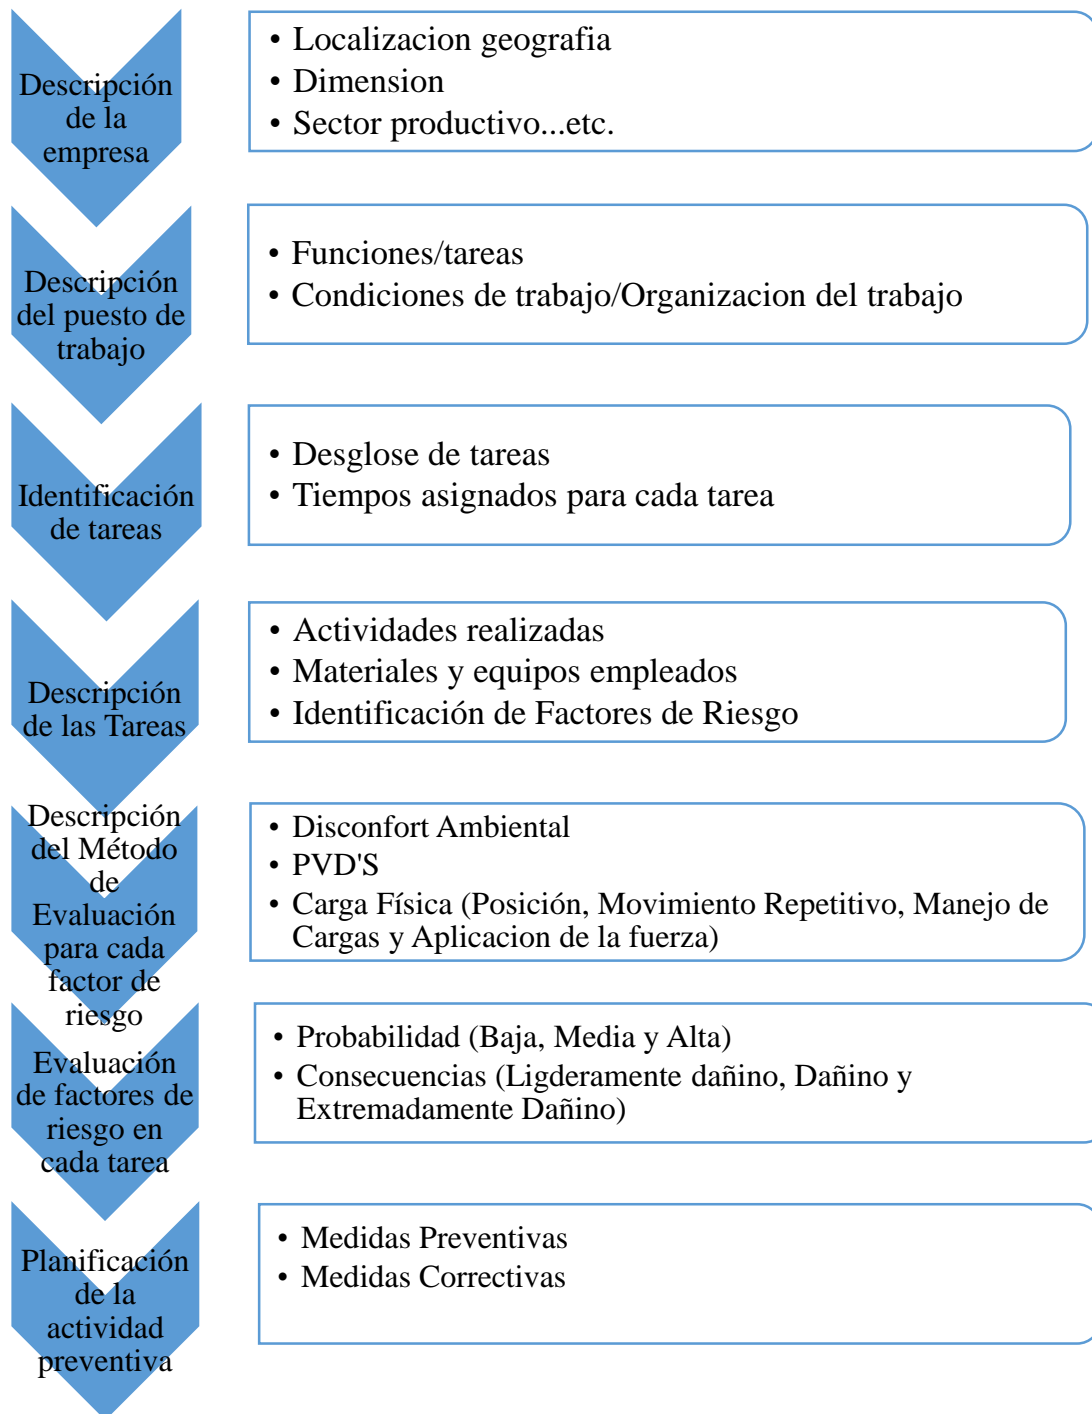 Descripción
de la
empresa
• Localizacion geografia
• Dimension
• Sector productivo...etc.
Descripción
del puesto de
trabajo
• Funciones/tareas
• Condiciones de trabajo/Organizacion del trabajo
Identificación
de tareas
• Desglose de tareas
• Tiempos asignados para cada tarea
Descripción
de las Tareas
• Actividades realizadas
• Materiales y equipos empleados
• Identificación de Factores de Riesgo
Descripción
del Método
de
Evaluación
para cada
factor de
riesgo
• Disconfort Ambiental
• PVD'S
• Carga Física (Posición, Movimiento Repetitivo, Manejo de
Cargas y Aplicacion de la fuerza)
Evaluación
de factores de
riesgo en
cada tarea
• Probabilidad (Baja, Media y Alta)
• Consecuencias (Ligderamente dañino, Dañino y
Extremadamente Dañino)
Planificación
de la
actividad
preventiva
• Medidas Preventivas
• Medidas Correctivas